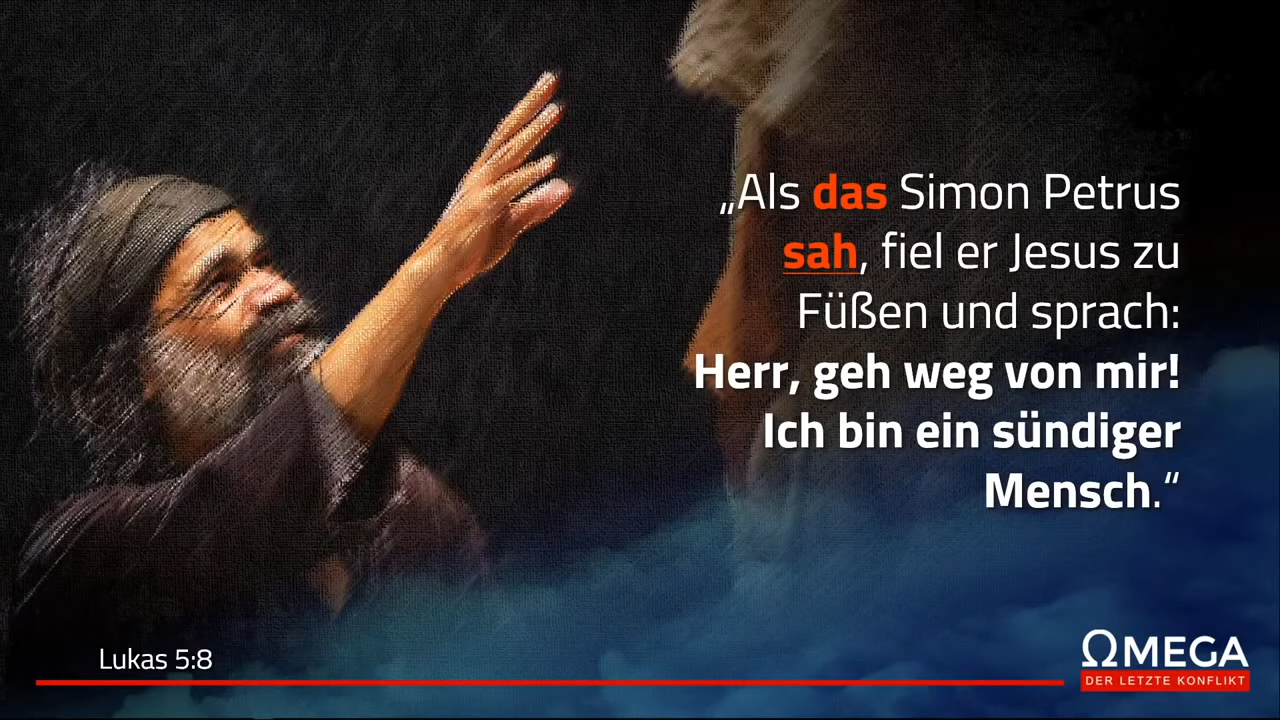 „Als das Simon Petrus
sah, fiel er Jesus zu
Füßen und sprach:
Herr, geh weg von mir!
Ich bin ein sündiger
Mensch.“
Lukas 5:8
ΩMEGA
DER LETZTE KONFLIKT